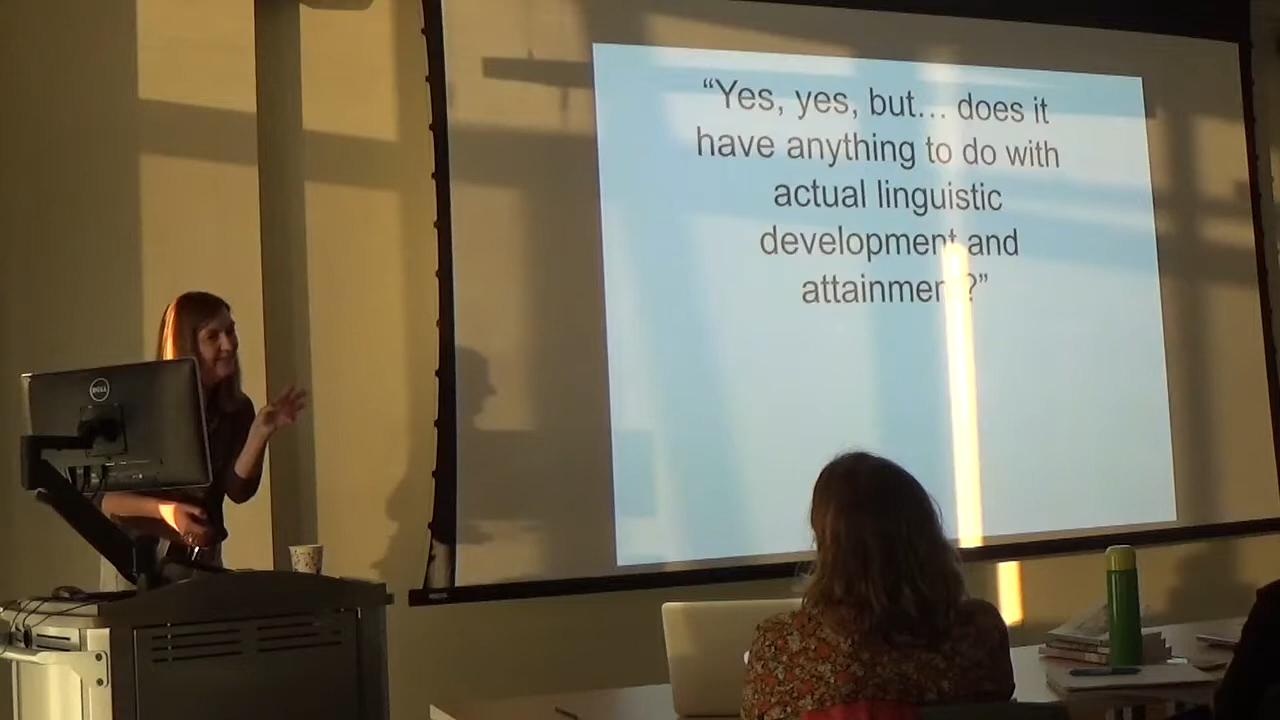 “Yes, yes, but... does it
have anything to do with
actual linguistic
development and
attainment?”
DELL